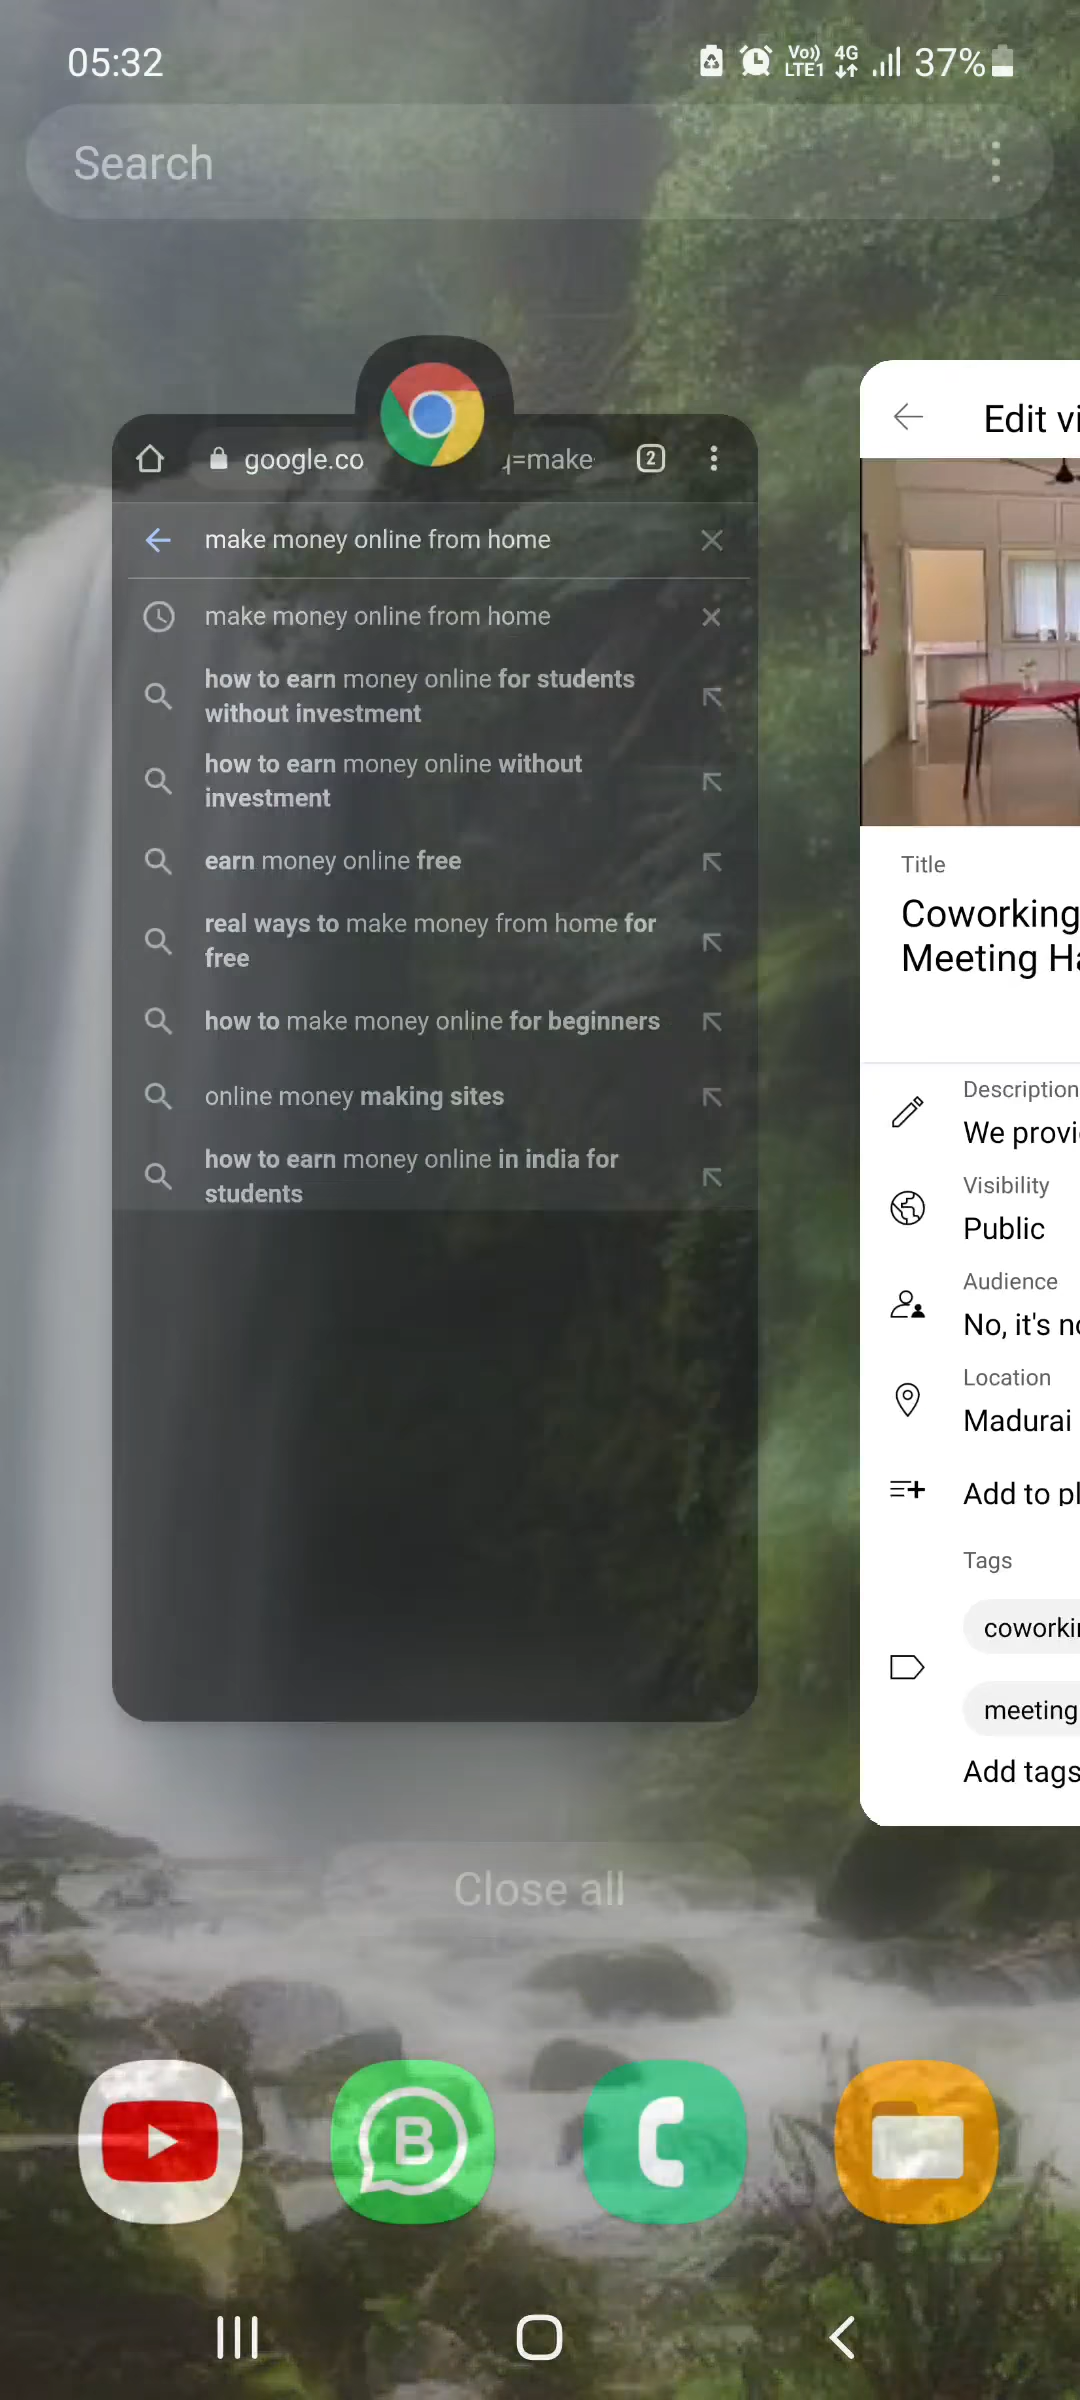 05:32
Vo)) LTE1 4G 37%
Search
google.co
q=make
2
make money online from home
make money online from home
how to earn money online for students
without investment
how to earn money online without
investment
earn money online free
real ways to make money from home for
free
how to make money online for beginners
online money making sites
how to earn money online in india for
students
Edit vi
Title
Coworking
Meeting Ha
Description
We provi
Visibility
Public
Audience
No, it's no
Location
Madurai
Add to pl
Tags
coworkin
meeting
Add tags
Close all
B